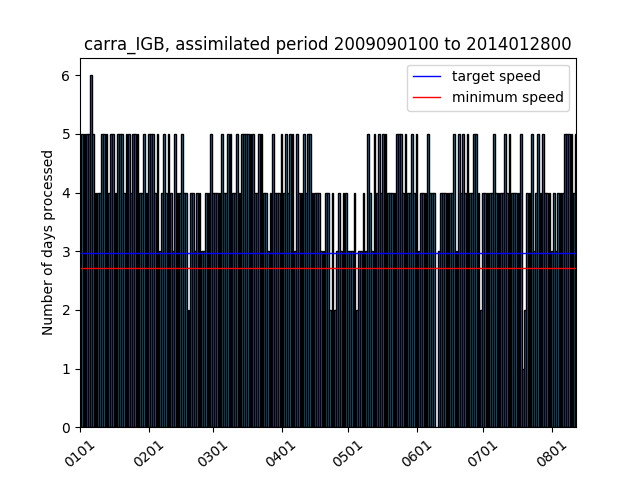 carra_IGB, assimilated period 2009090100 to 2014012800
target speed
minimum speed
Number of days processed
6
5
4
3
2
1
0
0101 0201 0301 0401 0501 0601 0701 0801